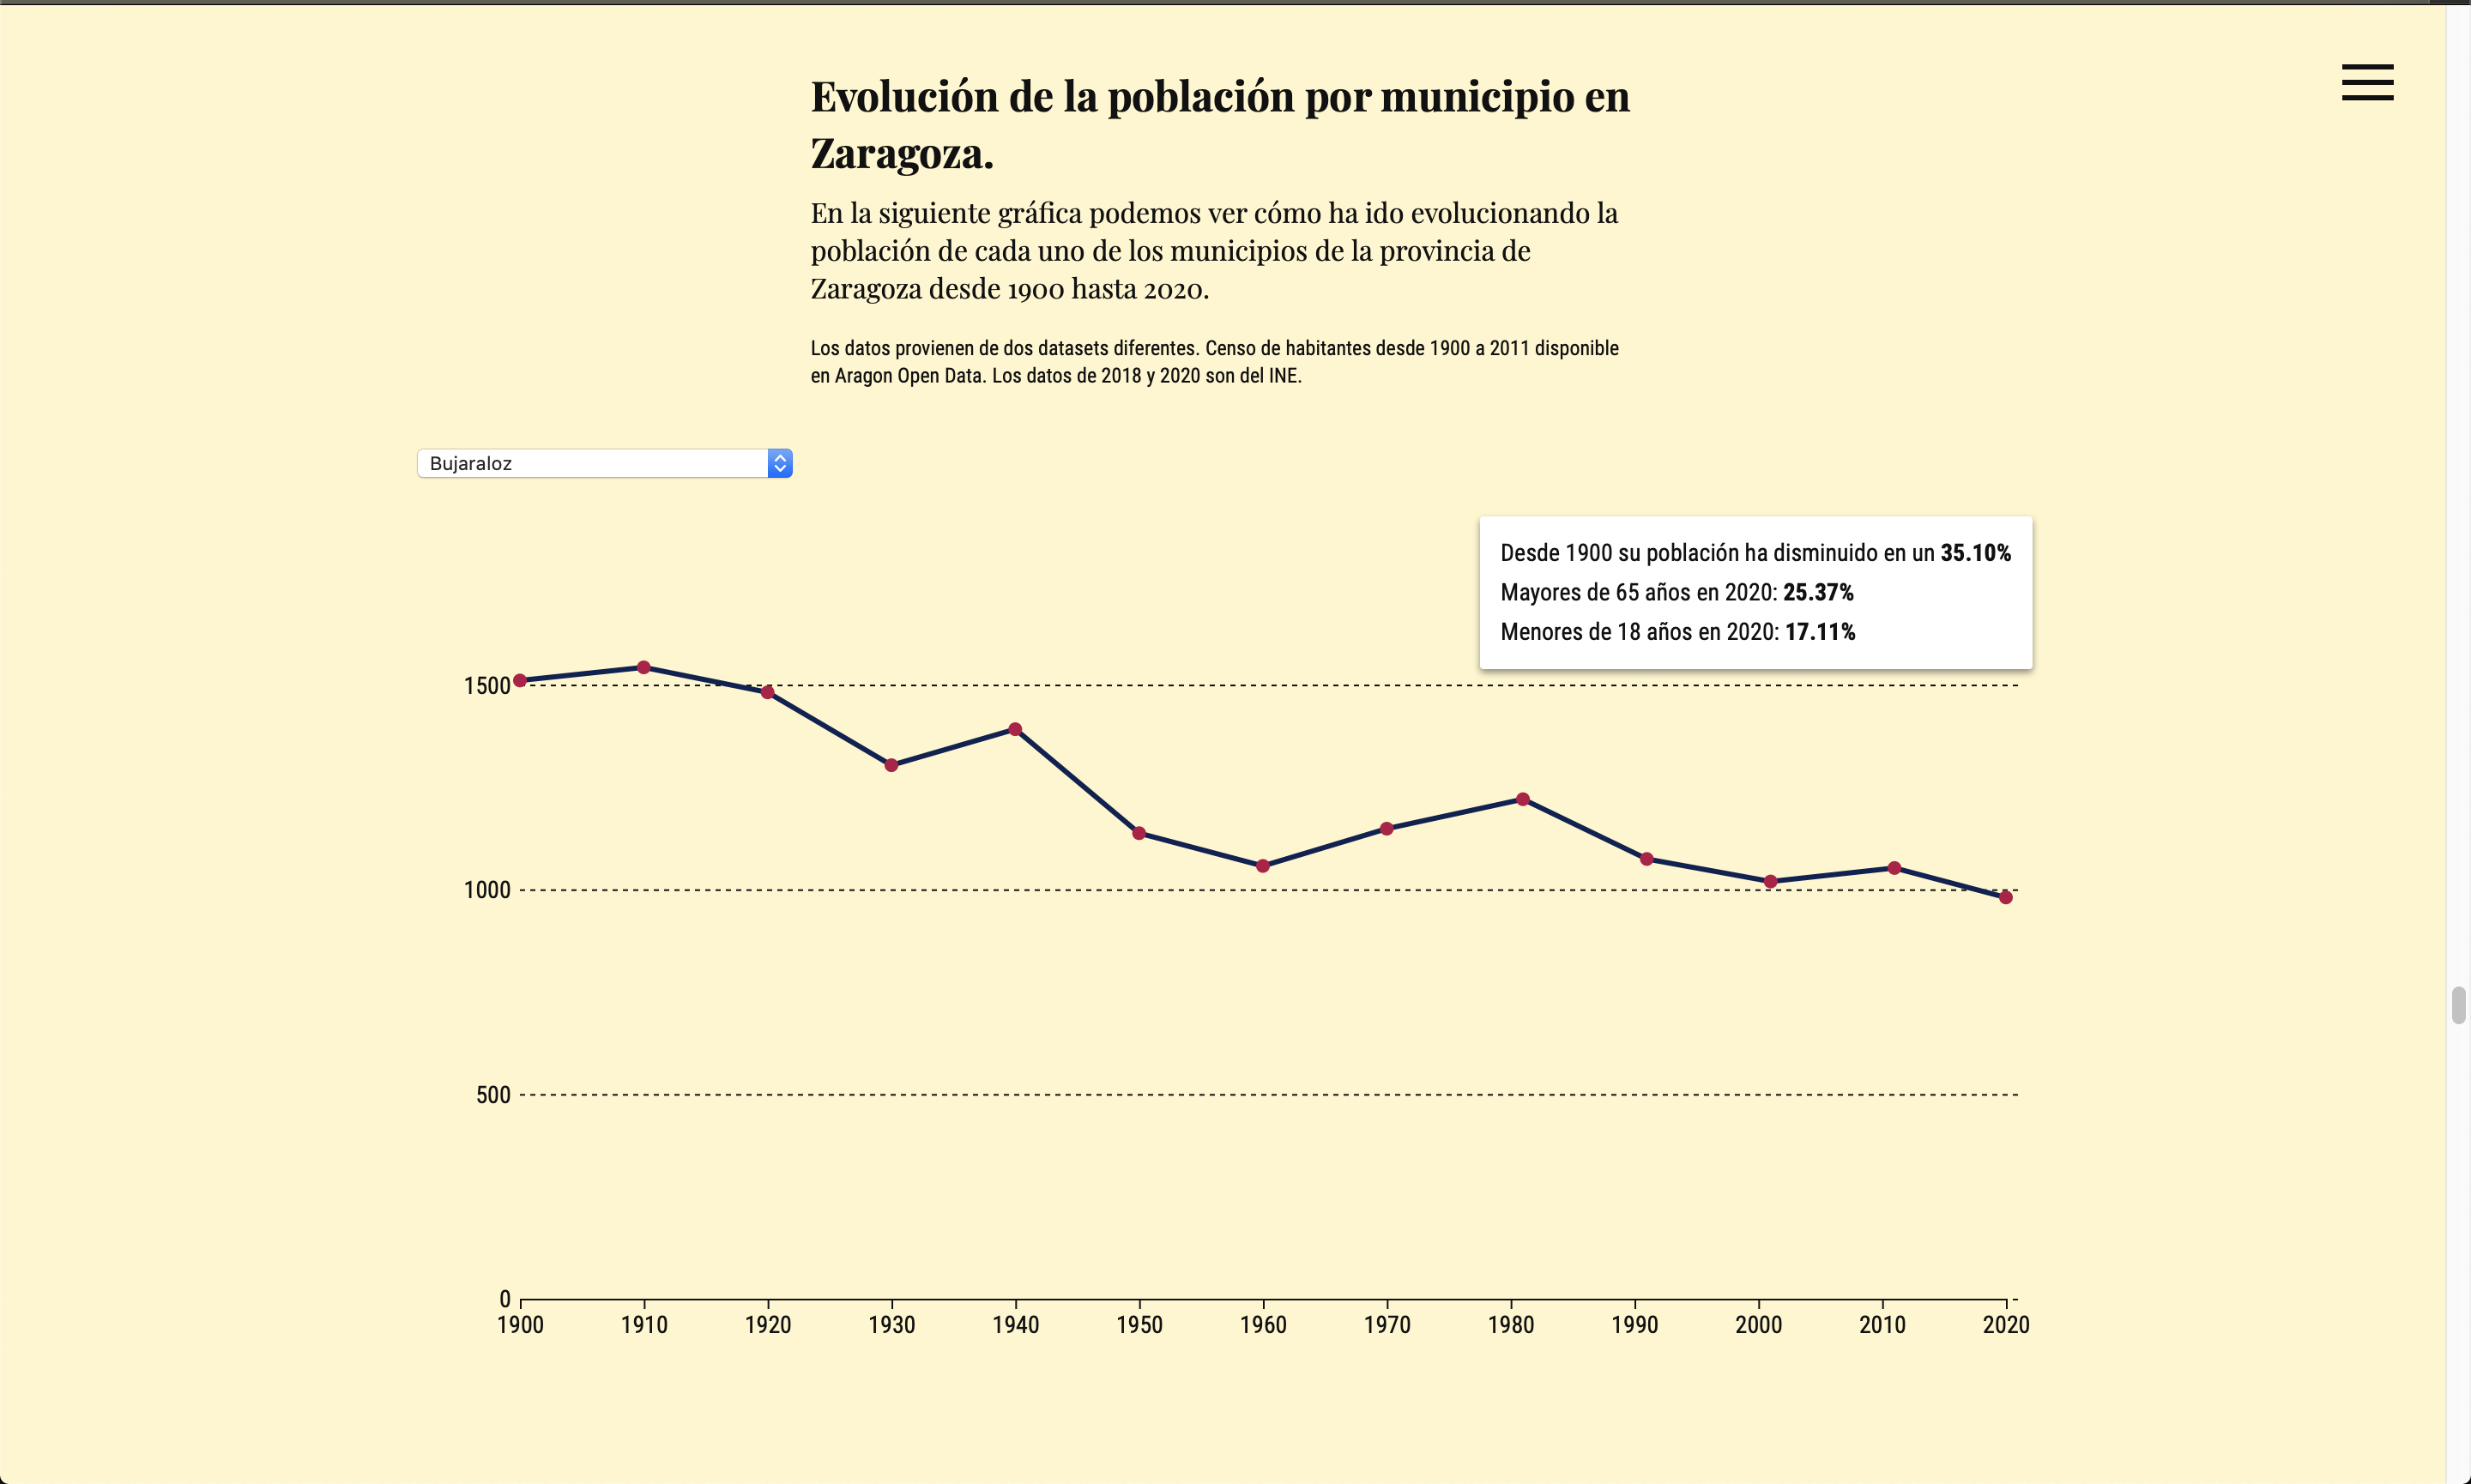 Evolución de la población por municipio en
Zaragoza.
En la siguiente gráfica podemos ver cómo ha ido evolucionando la
población de cada uno de los municipios de la provincia de
Zaragoza desde 1900 hasta 2020.
Los datos provienen de dos datasets diferentes. Censo de habitantes desde 1900 a 2011 disponible
en Aragon Open Data. Los datos de 2018 y 2020 son del INE.
Bujaraloz
Desde 1900 su población ha disminuido en un 35.10%
Mayores de 65 años en 2020: 25.37%
Menores de 18 años en 2020: 17.11%
1500
1000
500
0
1900 1910 1920 1930 1940 1950 1960 1970 1980 1990 2000 2010 2020